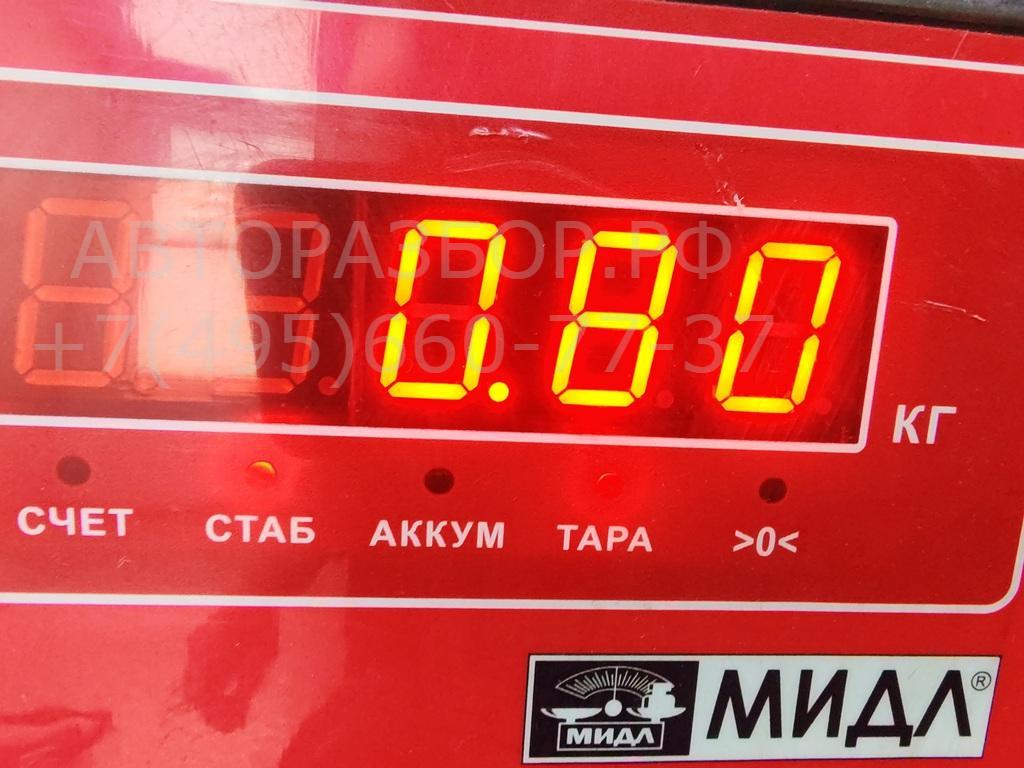 АВТОРАЗБОР.РФ
+7(495)660-77-37
0.80
КГ
СЧЕТ СТАБ АККУМ ТАРА >0<
МИДЛ МИДЛ®